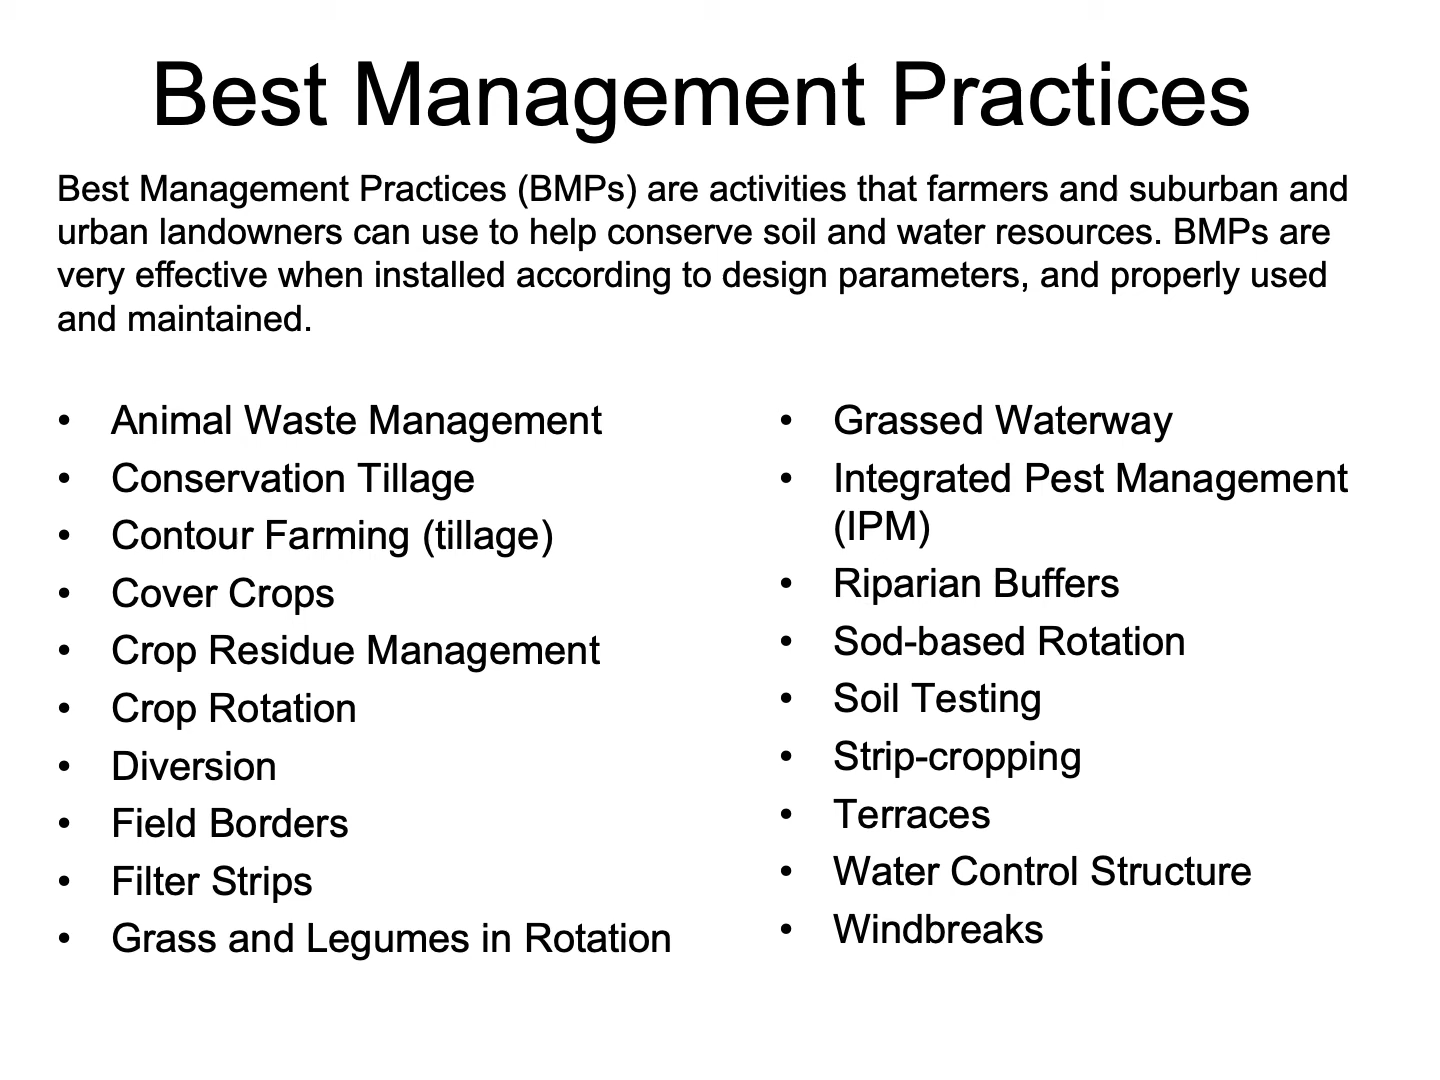 Best Management Practices
Best Management Practices (BMPs) are activities that farmers and suburban and
urban landowners can use to help conserve soil and water resources. BMPs are
very effective when installed according to design parameters, and properly used
and maintained.
• Animal Waste Management
• Conservation Tillage
• Contour Farming (tillage)
• Cover Crops
• Crop Residue Management
• Crop Rotation
• Diversion
• Field Borders
• Filter Strips
• Grass and Legumes in Rotation
• Grassed Waterway
• Integrated Pest Management
(IPM)
• Riparian Buffers
• Sod-based Rotation
• Soil Testing
• Strip-cropping
• Terraces
• Water Control Structure
• Windbreaks